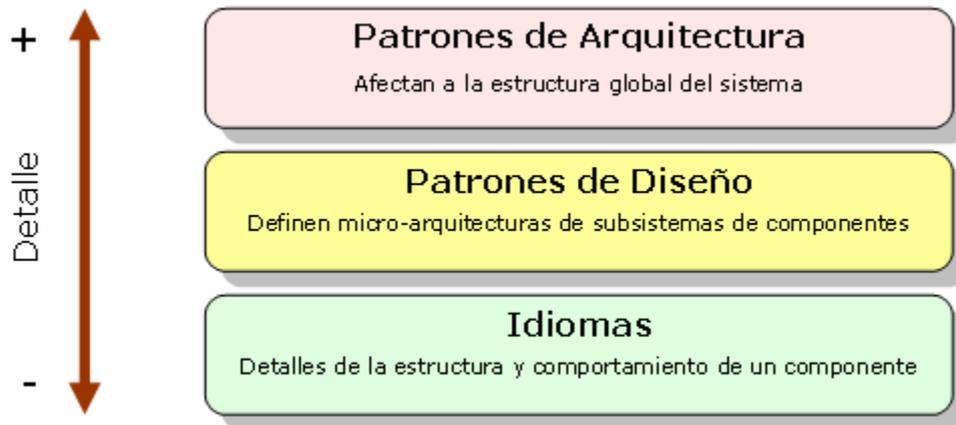 +
Detalle
-
Patrones de Arquitectura
Afectan a la estructura global del sistema
Patrones de Diseño
Definen micro-arquitecturas de subsistemas de componentes
Idiomas
Detalles de la estructura y comportamiento de un componente